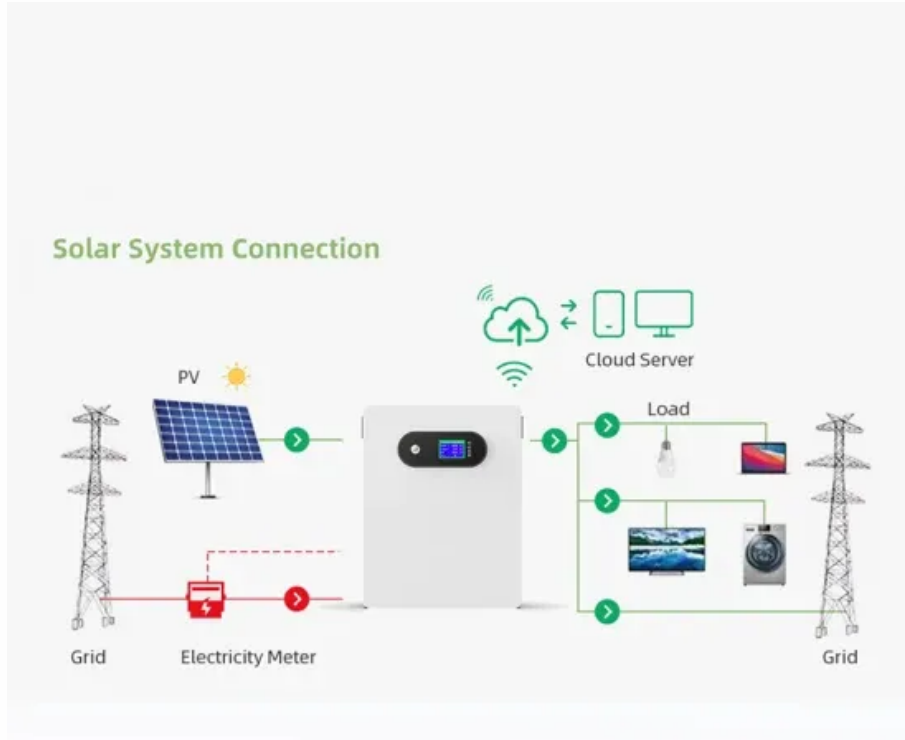 Solar System Connection
Cloud Server
PV
Load
Grid
Electricity Meter
Grid